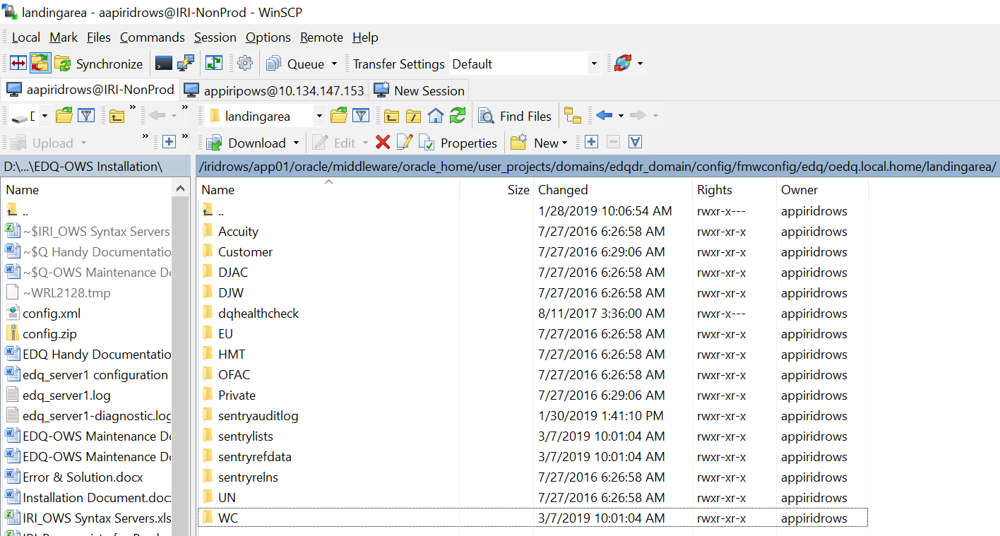 landingarea - aapiridrows@IRI-NonProd - WinSCP
Local Mark Files Commands Session Options Remote Help
Synchronize Queue Transfer Settings Default
aapiridrows@IRI-NonProd appiripows@10.134.147.153 New Session
landingarea Find Files
Upload Download Edit Properties New
D:\...\EDQ-OWS Installation\ /iridrows/app01/oracle/middleware/oracle_home/user_projects/domains/edqdr_domain/config/fmwconfig/edq/oedq.local.home/landingarea/
Name Name Size Changed Rights Owner
.. .. 1/28/2019 10:06:54 AM rwxr-x--- appiridrows
~$IRI_OWS Syntax Servers Accuity 7/27/2016 6:26:58 AM rwxr-xr-x appiridrows
~$Q Handy Documentatio Customer 7/27/2016 6:29:06 AM rwxr-xr-x appiridrows
~$Q-OWS Maintenance Do DJAC 7/27/2016 6:26:58 AM rwxr-xr-x appiridrows
~WRL2128.tmp DJW 7/27/2016 6:26:58 AM rwxr-xr-x appiridrows
config.xml dqhealthcheck 8/11/2017 3:36:00 AM rwxr-x--- appiridrows
config.zip EU 7/27/2016 6:26:58 AM rwxr-xr-x appiridrows
EDQ Handy Documentatio HMT 7/27/2016 6:26:58 AM rwxr-xr-x appiridrows
edq_server1 configuration OFAC 7/27/2016 6:26:58 AM rwxr-xr-x appiridrows
edq_server1.log Private 7/27/2016 6:29:06 AM rwxr-xr-x appiridrows
edq_server1-diagnostic.log sentryauditlog 1/30/2019 1:41:10 PM rwxr-xr-x appiridrows
EDQ-OWS Maintenance Do sentrylists 3/7/2019 10:01:04 AM rwxr-xr-x appiridrows
EDQ-OWS Maintenance Do sentryrefdata 3/7/2019 10:01:04 AM rwxr-xr-x appiridrows
Error & Solution.docx sentryrelns 7/27/2016 6:26:58 AM rwxr-xr-x appiridrows
Installation Document.doc UN 7/27/2016 6:26:58 AM rwxr-xr-x appiridrows
IRI_OWS Syntax Servers.xls WC 3/7/2019 10:01:04 AM rwxr-xr-x appiridrows